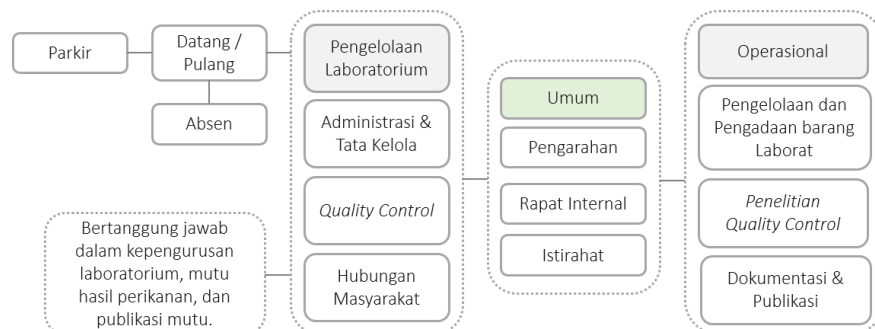 Parkir
Datang /
Pulang
Absen
Pengelolaan
Laboratorium
Administrasi &
Tata Kelola
Quality Control
Hubungan
Masyarakat
Bertanggung jawab
dalam kepengurusan
laboratorium, mutu
hasil perikanan, dan
publikasi mutu.
Umum
Pengarahan
Rapat Internal
Istirahat
Operasional
Pengelolaan dan
Pengadaan barang
Laborat
Penelitian
Quality Control
Dokumentasi &
Publikasi